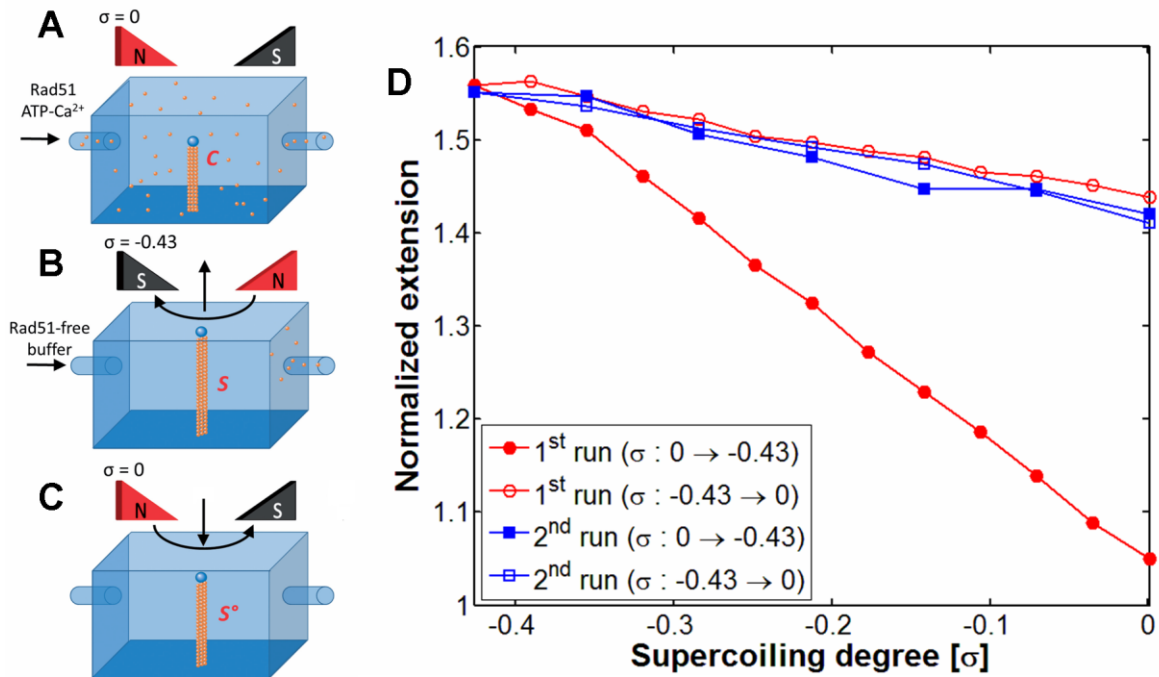 A
σ = 0
N
S
Rad51
ATP-Ca²⁺
C
B
σ = -0.43
S
N
Rad51-free
buffer
S
C
σ = 0
N
S
S°
D
Normalized extension
1.6
1.5
1.4
1.3
1.2
1.1
1
1ˢᵗ run (σ : 0 → -0.43)
1ˢᵗ run (σ : -0.43 → 0)
2ⁿᵈ run (σ : 0 → -0.43)
2ⁿᵈ run (σ : -0.43 → 0)
-0.4
-0.3
-0.2
-0.1
0
Supercoiling degree [σ]